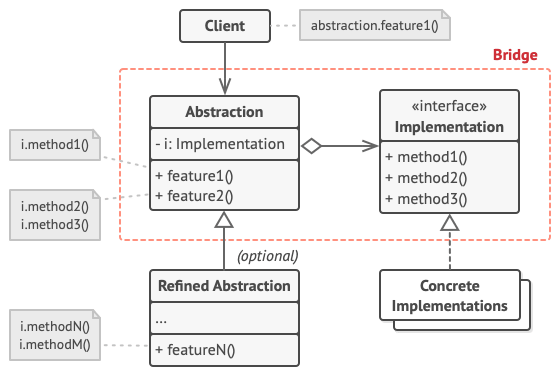 Client
abstraction.feature1()
Bridge
Abstraction
- i: Implementation
+ feature1()
+ feature2()
«interface»
Implementation
+ method1()
+ method2()
+ method3()
i.method1()
i.method2()
i.method3()
(optional)
Refined Abstraction
...
+ featureN()
Concrete
Implementations
i.methodN()
i.methodM()